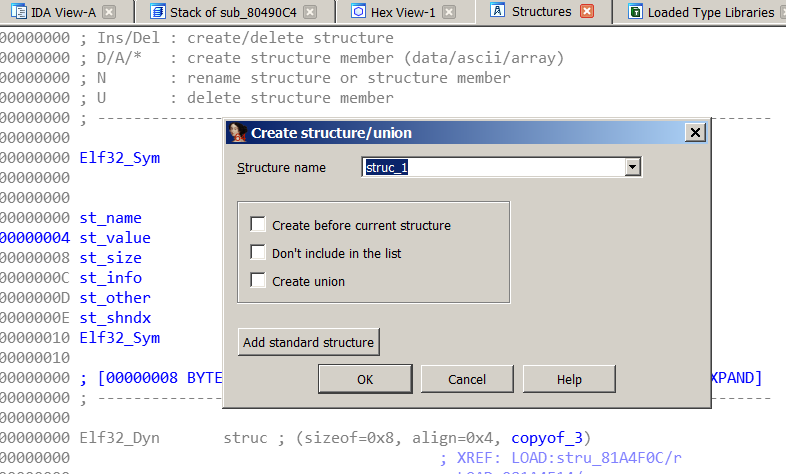 IDA View-A Stack of sub_80490C4 Hex View-1 Structures Loaded Type Libraries
00000000 ; Ins/Del : create/delete structure
00000000 ; D/A/* : create structure member (data/ascii/array)
00000000 ; N : rename structure or structure member
00000000 ; U : delete structure member
00000000 ; ---------------------------------------------------------------------------
00000000
00000000 Elf32_Sym
00000000
00000000
00000000 st_name
00000004 st_value
00000008 st_size
0000000C st_info
0000000D st_other
0000000E st_shndx
00000010 Elf32_Sym
00000010
00000000 ; [00000008 BYTE
XPAND]
00000000 ; ---------------------------------------------------------------------------
00000000
00000000 Elf32_Dyn struc ; (sizeof=0x8, align=0x4, copyof_3)
00000000 ; XREF: LOAD:stru_81A4F0C/r
00000000
Create structure/union
Structure name struc_1
Create before current structure
Don't include in the list
Create union
Add standard structure
OK Cancel Help